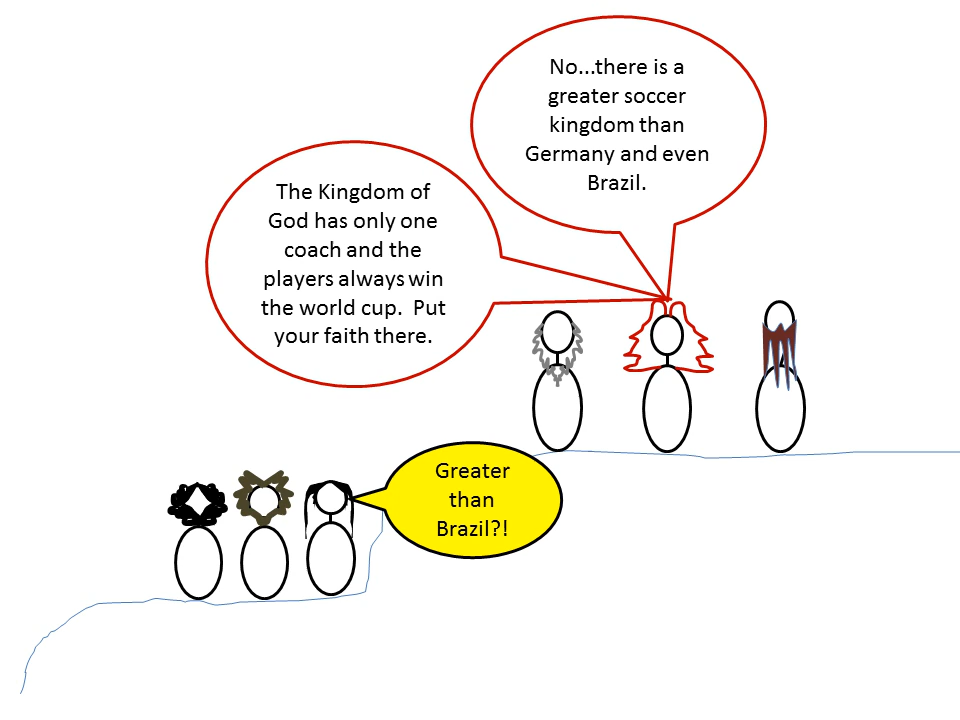 No...there is a
greater soccer
kingdom than
Germany and even
Brazil.
The Kingdom of
God has only one
coach and the
players always win
the world cup.  Put
your faith there.
Greater
than
Brazil?!